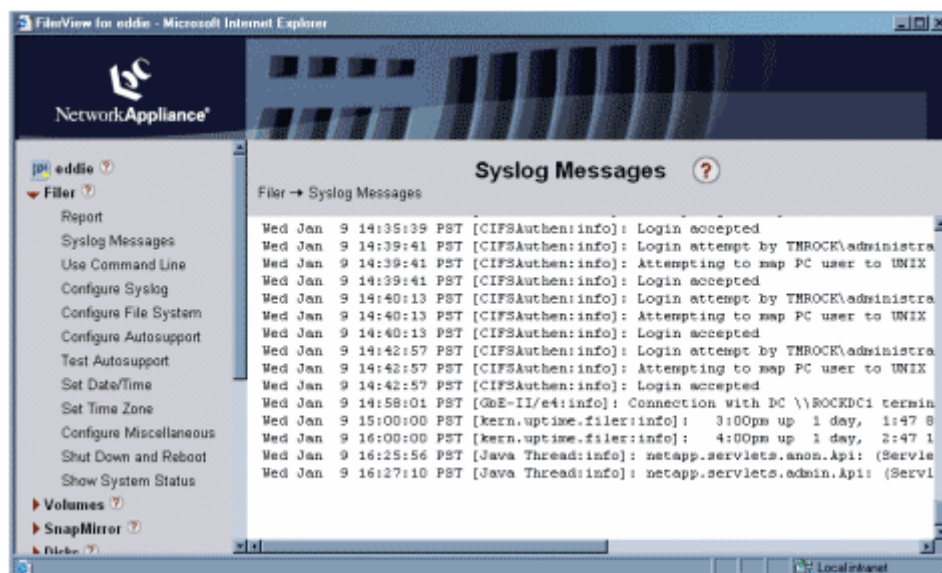 FilerView for eddie - Microsoft Internet Explorer
NetworkAppliance®
eddie ?
Filer ?
Report
Syslog Messages
Use Command Line
Configure Syslog
Configure File System
Configure Autosupport
Test Autosupport
Set Date/Time
Set Time Zone
Configure Miscellaneous
Shut Down and Reboot
Show System Status
Volumes ?
SnapMirror ?
Disks ?
Syslog Messages ?
Filer → Syslog Messages
Wed Jan 9 14:35:39 PST [CIFSAuthen:info]: Login accepted
Wed Jan 9 14:39:41 PST [CIFSAuthen:info]: Login attempt by TMROCK\administra
Wed Jan 9 14:39:41 PST [CIFSAuthen:info]: Attempting to map PC user to UNIX
Wed Jan 9 14:39:41 PST [CIFSAuthen:info]: Login accepted
Wed Jan 9 14:40:13 PST [CIFSAuthen:info]: Login attempt by TMROCK\administra
Wed Jan 9 14:40:13 PST [CIFSAuthen:info]: Attempting to map PC user to UNIX
Wed Jan 9 14:40:13 PST [CIFSAuthen:info]: Login accepted
Wed Jan 9 14:42:57 PST [CIFSAuthen:info]: Login attempt by TMROCK\administra
Wed Jan 9 14:42:57 PST [CIFSAuthen:info]: Attempting to map PC user to UNIX
Wed Jan 9 14:42:57 PST [CIFSAuthen:info]: Login accepted
Wed Jan 9 14:58:01 PST [GbE-II/e4:info]: Connection with DC \\ROCKDC1 termin
Wed Jan 9 15:00:00 PST [kern.uptime.filer:info]: 3:00pm up 1 day, 1:47 8
Wed Jan 9 16:00:00 PST [kern.uptime.filer:info]: 4:00pm up 1 day, 2:47 1
Wed Jan 9 16:25:56 PST [Java Thread:info]: netapp.servlets.anon.Api: (Servle
Wed Jan 9 16:27:10 PST [Java Thread:info]: netapp.servlets.admin.Api: (Servl
Local intranet